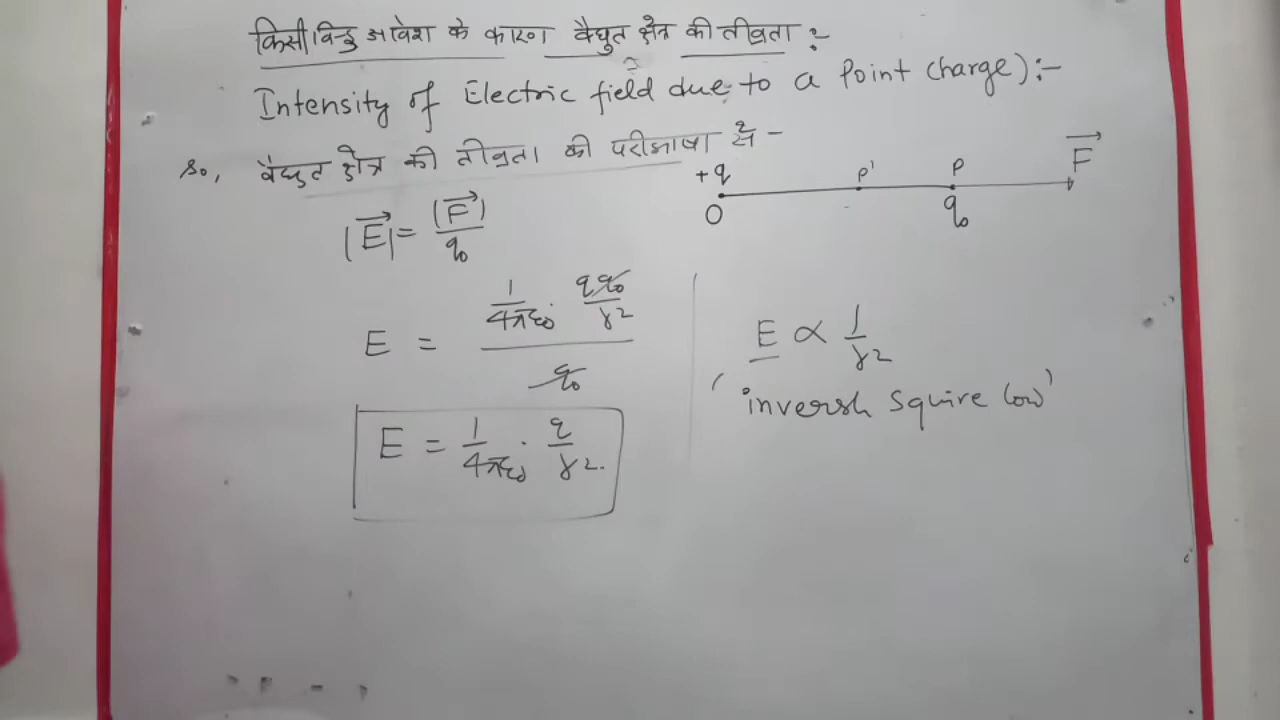 किसी विन्दु आवेश के कारण वैद्युत क्षेत्र की तीव्रता :-
Intensity of Electric field due to a Point Charge) :-
So, वैद्युत क्षेत्र की तीव्रता की परीभाषा से -
+q P' P F→
O q₀
|E→| = |F→| / q₀
E = (1/4πε₀ · qq₀/r²) / q₀
E ∝ 1/r²
'inversh Squire Low'
E = 1/4πε₀ · q/r².